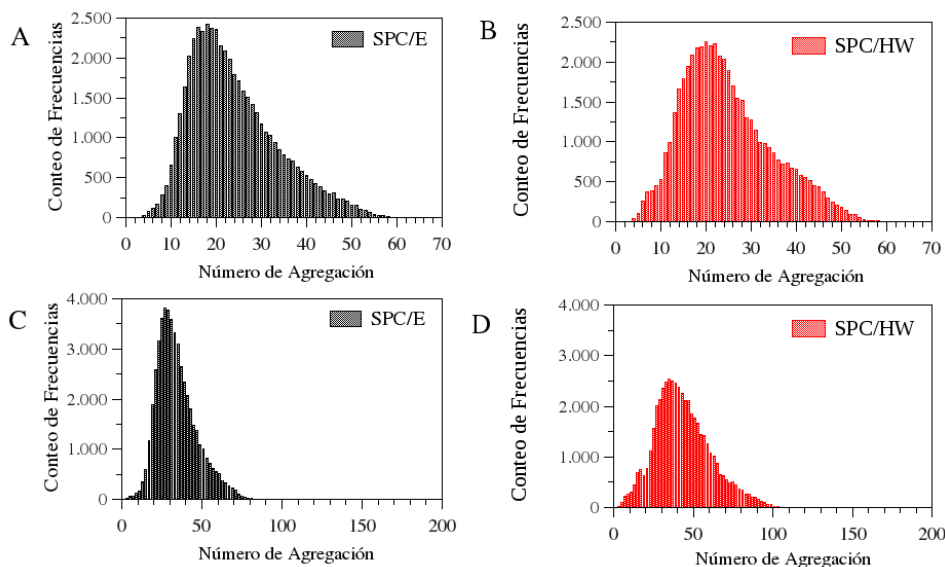 A
Conteo de Frecuencias
2.500
2.000
1.500
1.000
500
0
SPC/E
0 10 20 30 40 50 60 70
Número de Agregación
B
Conteo de Frecuencias
2.500
2.000
1.500
1.000
500
0
SPC/HW
0 10 20 30 40 50 60 70
Número de Agregación
C
Conteo de Frecuencias
4.000
3.000
2.000
1.000
0
SPC/E
0 50 100 150 200
Número de Agregación
D
Conteo de Frecuencias
4.000
3.000
2.000
1.000
0
SPC/HW
0 50 100 150 200
Número de Agregación